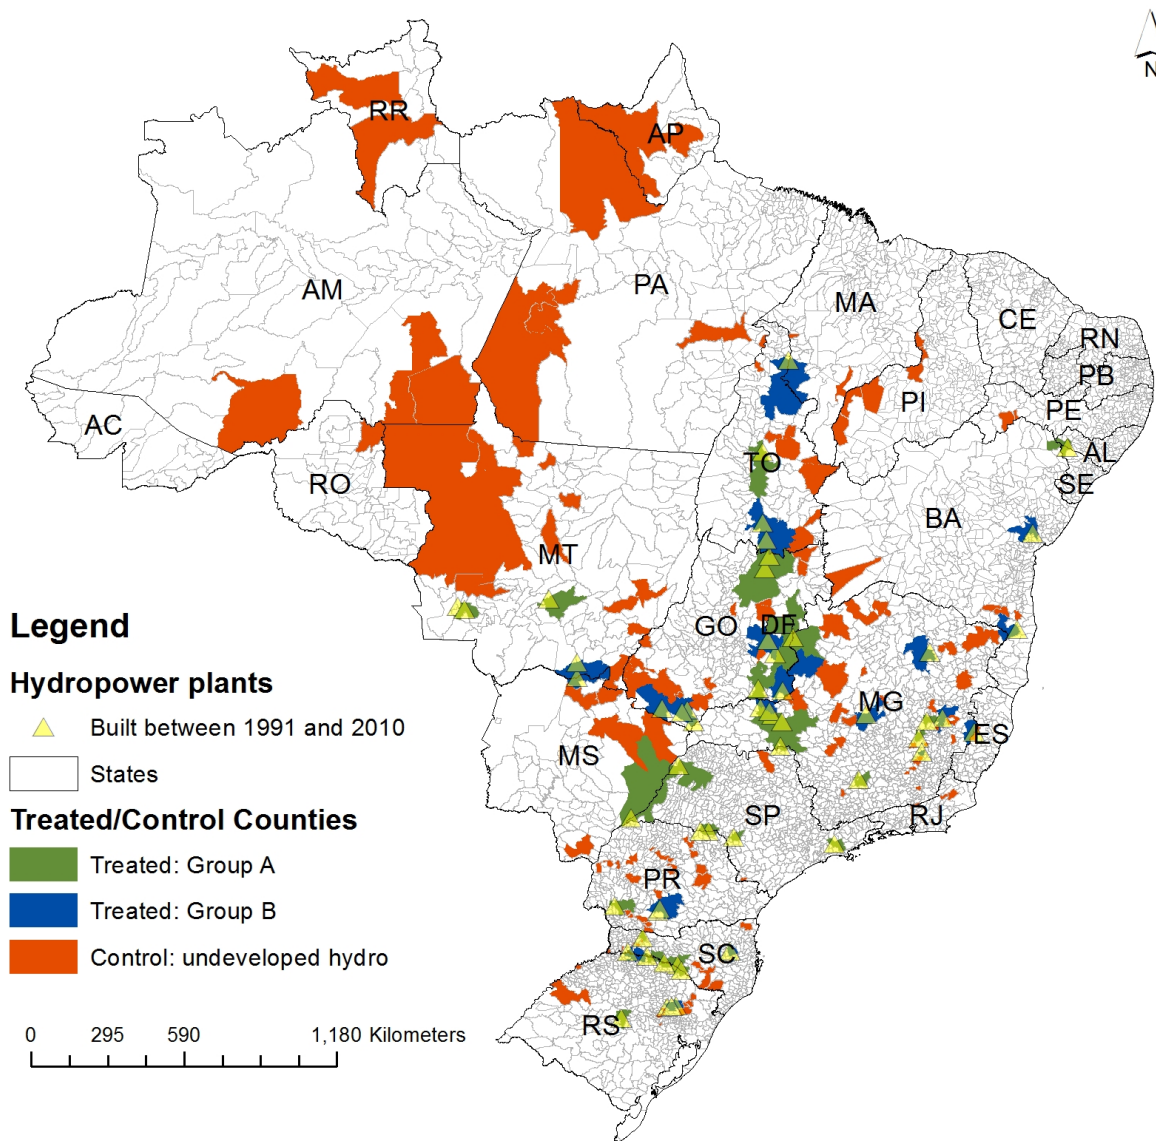 N
RR
AP
AM
PA
MA
CE
RN
PB
PI
PE
AC
AL
TO
RO
SE
BA
MT
Legend
GO
DF
Hydropower plants
MG
Built between 1991 and 2010
ES
MS
States
Treated/Control Counties
SP
RJ
Treated: Group A
PR
Treated: Group B
Control: undeveloped hydro
SC
RS
0 295 590 1,180 Kilometers